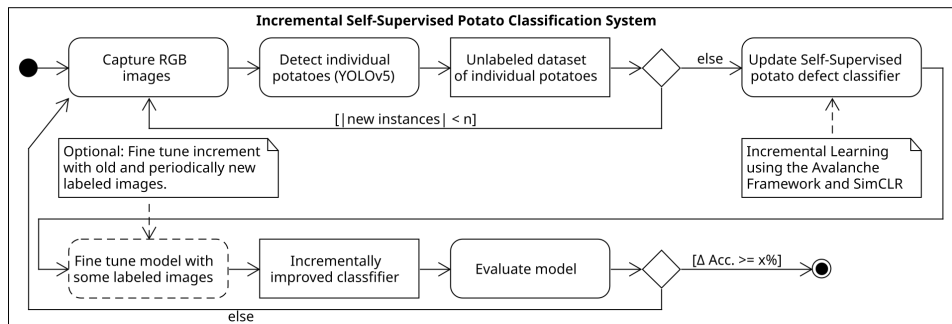 Incremental Self-Supervised Potato Classification System
Capture RGB
images
Detect individual
potatoes (YOLOv5)
Unlabeled dataset
of individual potatoes
else
Update Self-Supervised
potato defect classifier
[|new instances| < n]
Optional: Fine tune increment
with old and periodically new
labeled images.
Incremental Learning
using the Avalanche
Framework and SimCLR
Fine tune model with
some labeled images
Incrementally
improved classfifier
Evaluate model
[Δ Acc. >= x%]
else